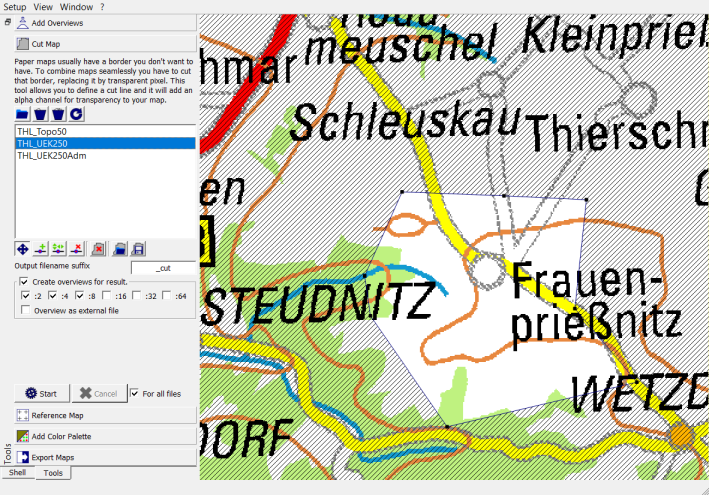 Setup View Window ?
Add Overviews
Cut Map
Paper maps usually have a border you don't want to
have. To combine maps seamlessly you have to cut
that border, replacing it by transparent pixel. This
tool allows you to define a cut line and it will add an
alpha channel for transparency to your map.
THL_Topo50
THL_UEK250
THL_UEK250Adm
Output filename suffix
_cut
Create overviews for result.
:2 :4 :8 :16 :32 :64
Overview as external file
Start Cancel For all files
Reference Map
Add Color Palette
Export Maps
Tools
Shell Tools
meuschel
Kleinpriel
hmar
Schleuskau
Thiersch
en
Frauen-
prießnitz
STEUDNITZ
WETZD
DORF